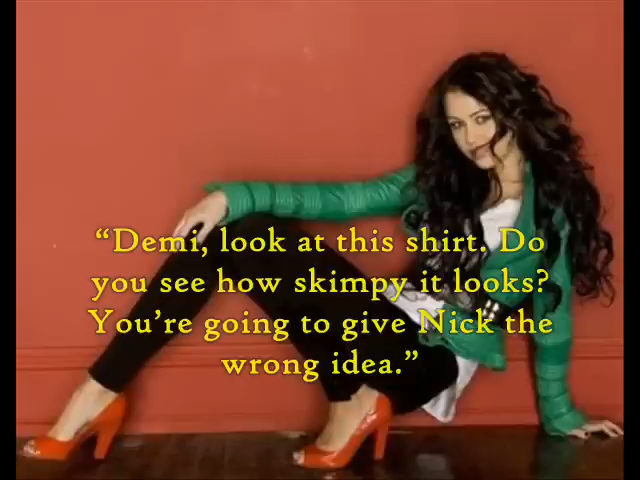 “Demi, look at this shirt. Do
you see how skimpy it looks?
You’re going to give Nick the
wrong idea.”